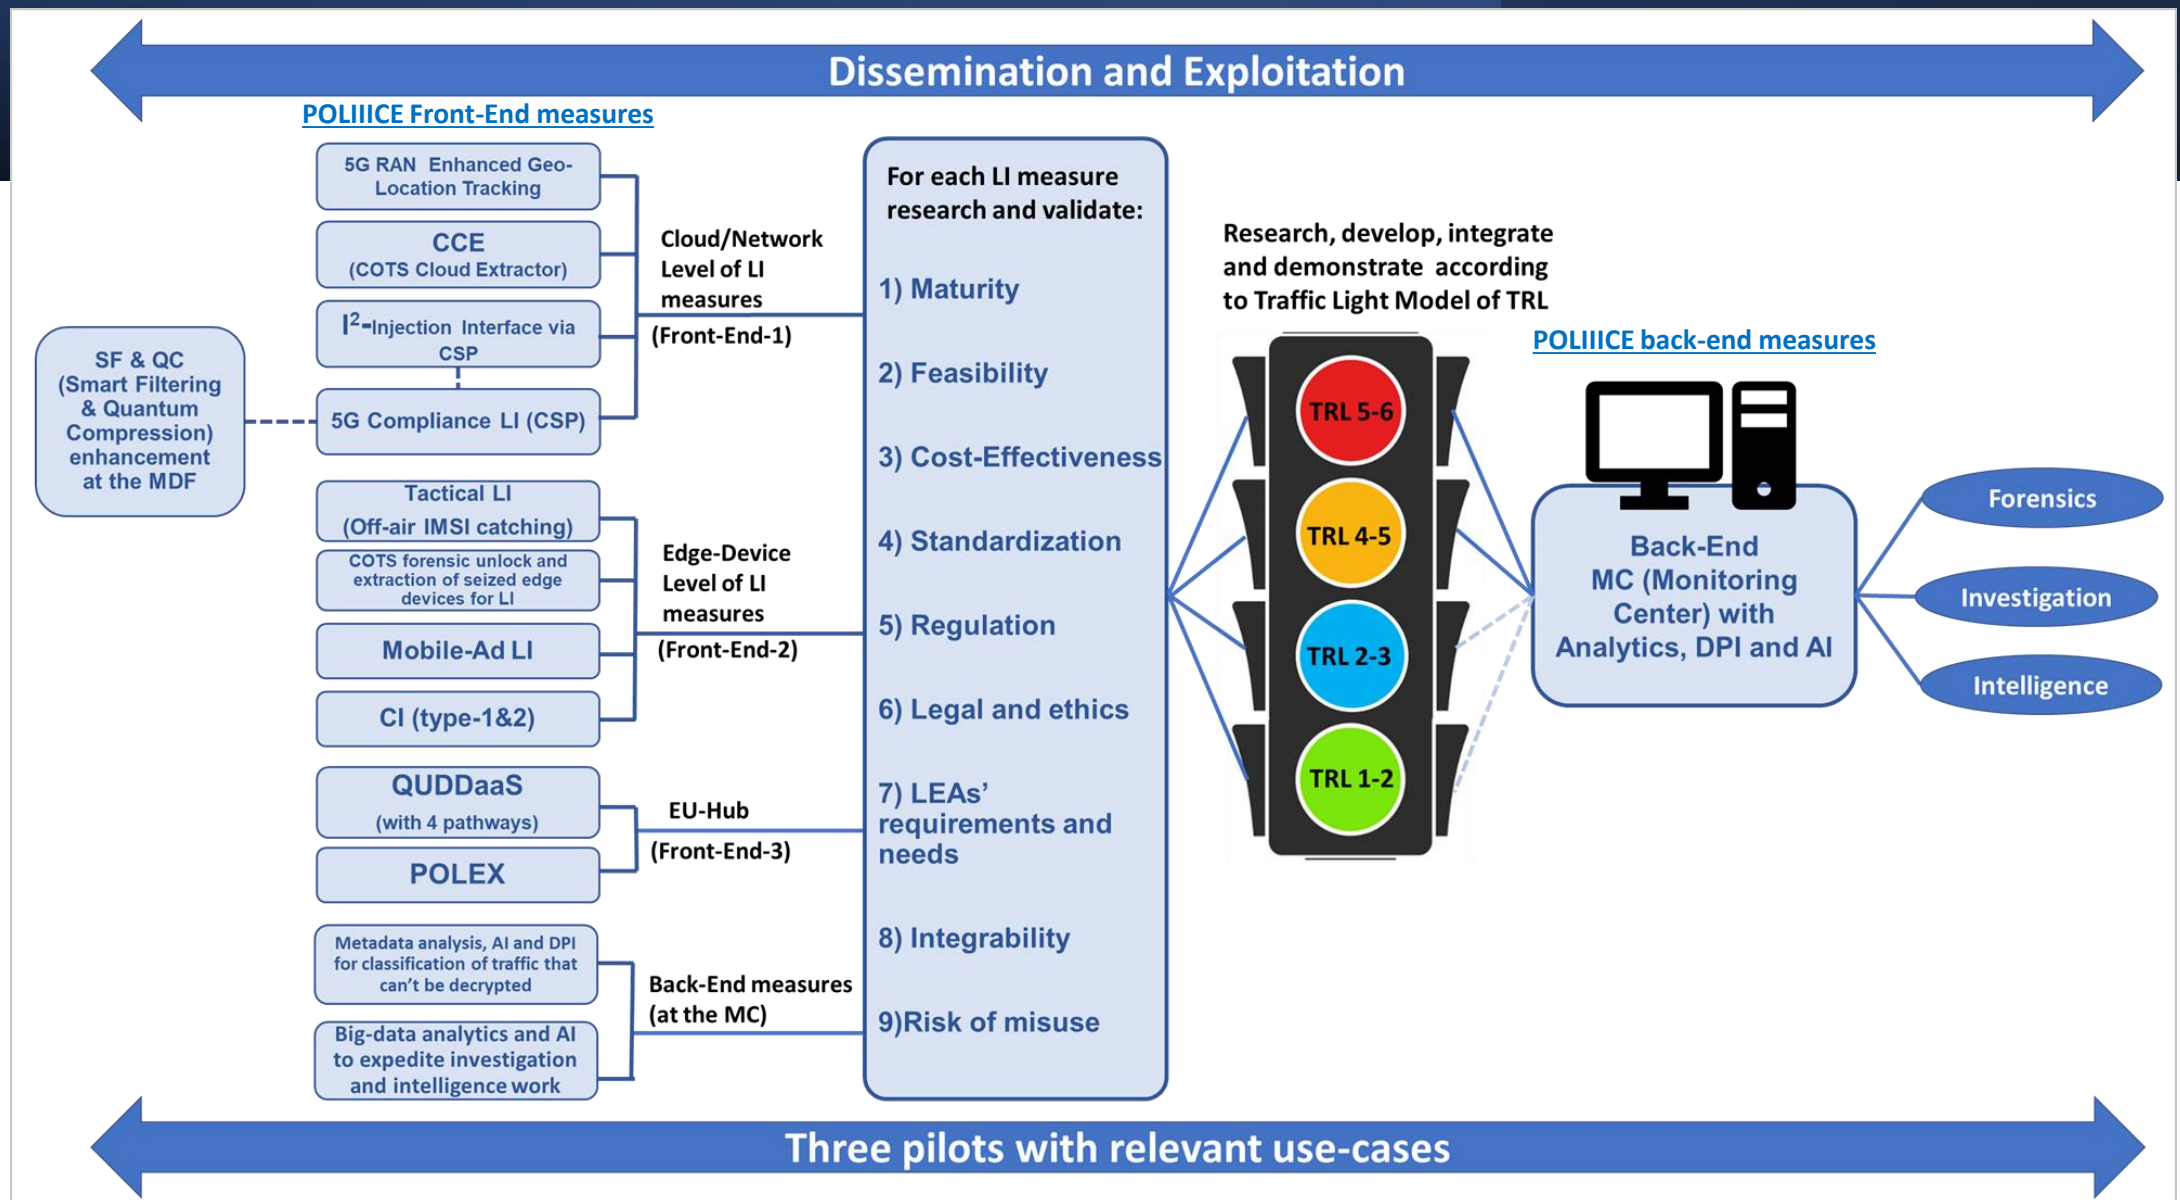 Dissemination and Exploitation
POLIIICE Front-End measures
5G RAN Enhanced Geo-
Location Tracking
CCE
(COTS Cloud Extractor)
I²-Injection Interface via
CSP
5G Compliance LI (CSP)
SF & QC
(Smart Filtering
& Quantum
Compression)
enhancement
at the MDF
Tactical LI
(Off-air IMSI catching)
COTS forensic unlock and
extraction of seized edge
devices for LI
Mobile-Ad LI
CI (type-1&2)
QUDDaaS
(with 4 pathways)
POLEX
Metadata analysis, AI and DPI
for classification of traffic that
can't be decrypted
Big-data analytics and AI
to expedite investigation
and intelligence work
Cloud/Network
Level of LI
measures
(Front-End-1)
Edge-Device
Level of LI
measures
(Front-End-2)
EU-Hub
(Front-End-3)
Back-End measures
(at the MC)
For each LI measure
research and validate:
1) Maturity
2) Feasibility
3) Cost-Effectiveness
4) Standardization
5) Regulation
6) Legal and ethics
7) LEAs’
requirements and
needs
8) Integrability
9)Risk of misuse
Research, develop, integrate
and demonstrate according
to Traffic Light Model of TRL
TRL 5-6
TRL 4-5
TRL 2-3
TRL 1-2
POLIIICE back-end measures
Back-End
MC (Monitoring
Center) with
Analytics, DPI and AI
Forensics
Investigation
Intelligence
Three pilots with relevant use-cases